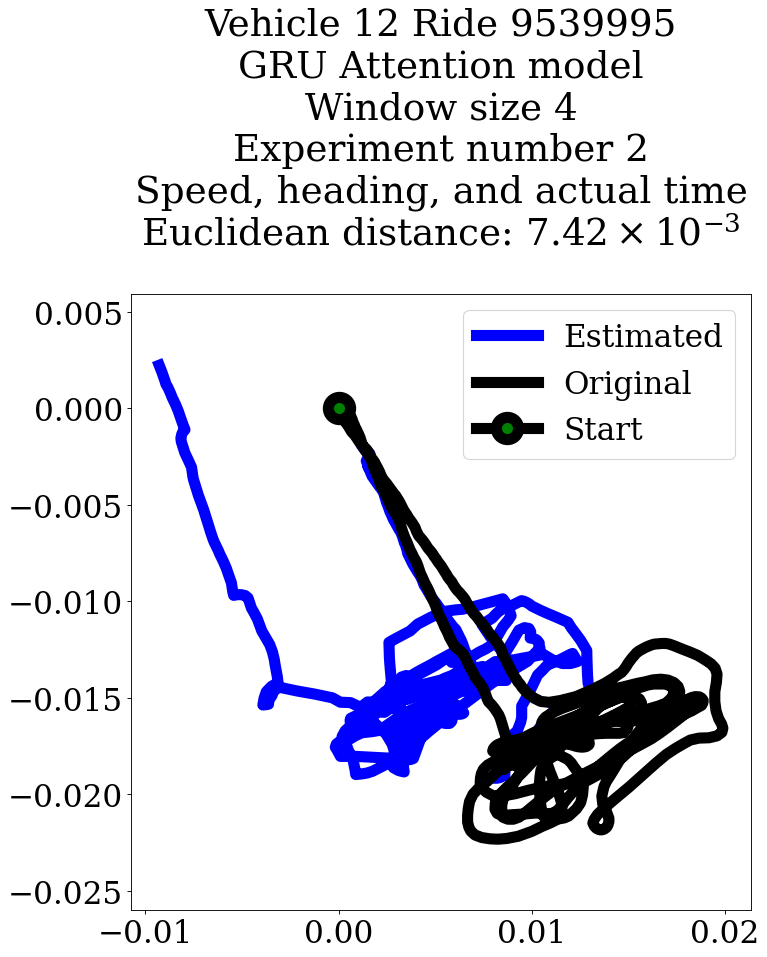 Vehicle 12 Ride 9539995
GRU Attention model
Window size 4
Experiment number 2
Speed, heading, and actual time
Euclidean distance: 7.42 × 10⁻³
Estimated
Original
Start
0.005
0.000
−0.005
−0.010
−0.015
−0.020
−0.025
−0.01 0.00 0.01 0.02